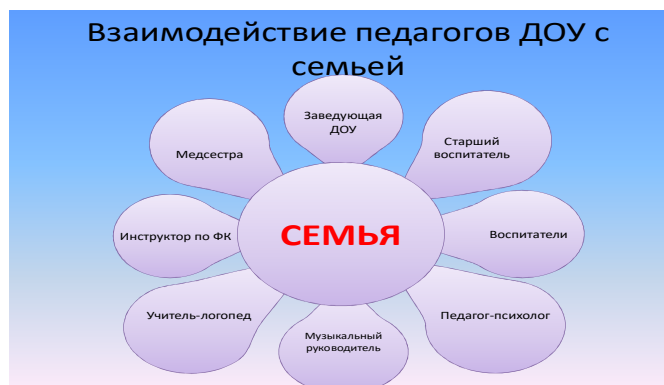 Взаимодействие педагогов ДОУ с
семьей
Заведующая
ДОУ
Медсестра
Старший
воспитатель
Инструктор по ФК
СЕМЬЯ
Воспитатели
Учитель-логопед
Педагог-психолог
Музыкальный
руководитель